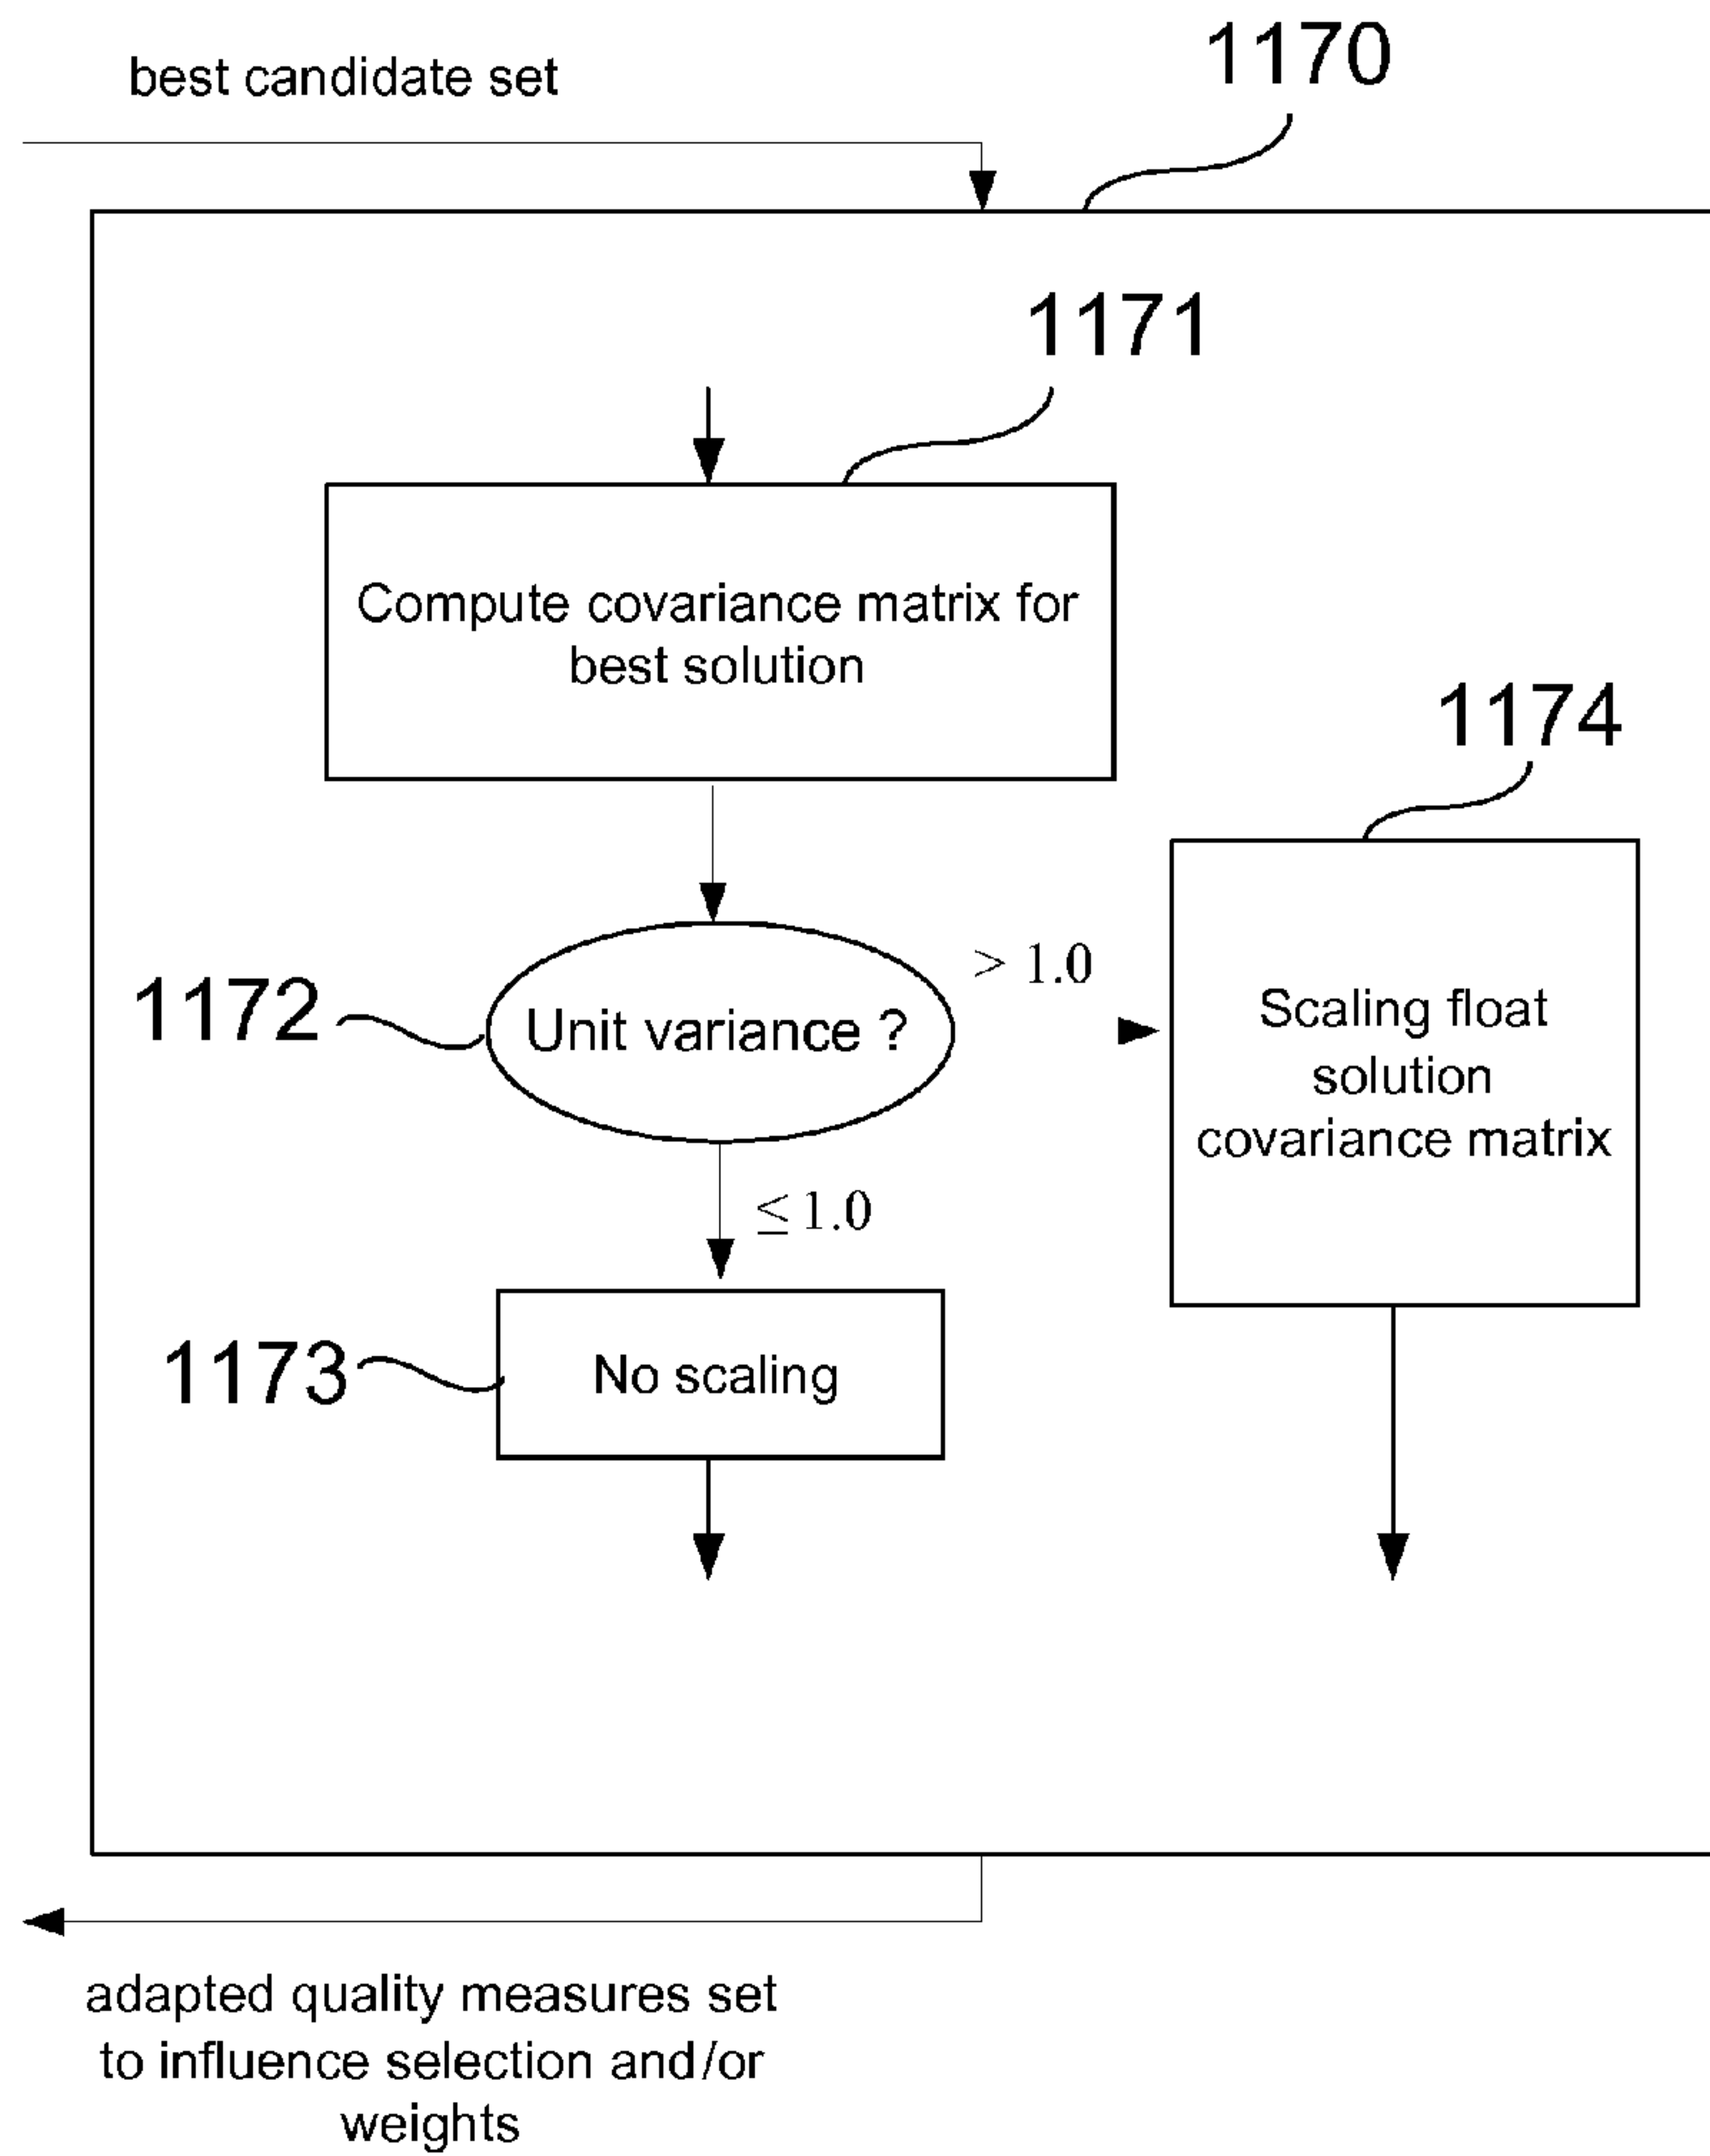 best candidate set
1170
1171
Compute covariance matrix for
best solution
1174
> 1.0
1172
Unit variance ?
Scaling float
solution
covariance matrix
≤ 1.0
1173
No scaling
adapted quality measures set
to influence selection and/or
weights